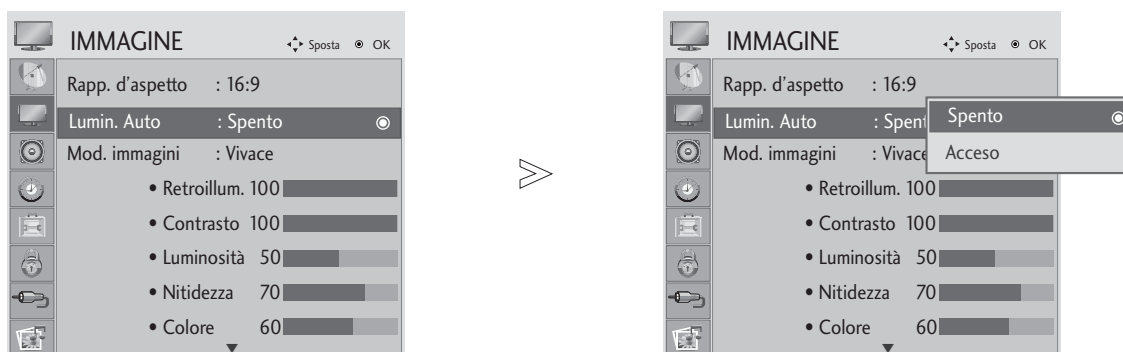 IMMAGINE
Sposta OK
Rapp. d'aspetto : 16:9
Lumin. Auto : Spento
Mod. immagini : Vivace
• Retroillum. 100
• Contrasto 100
• Luminosità 50
• Nitidezza 70
• Colore 60
IMMAGINE
Sposta OK
Rapp. d'aspetto : 16:9
Lumin. Auto : Spent
Spento
Acceso
Mod. immagini : Vivace
• Retroillum. 100
• Contrasto 100
• Luminosità 50
• Nitidezza 70
• Colore 60